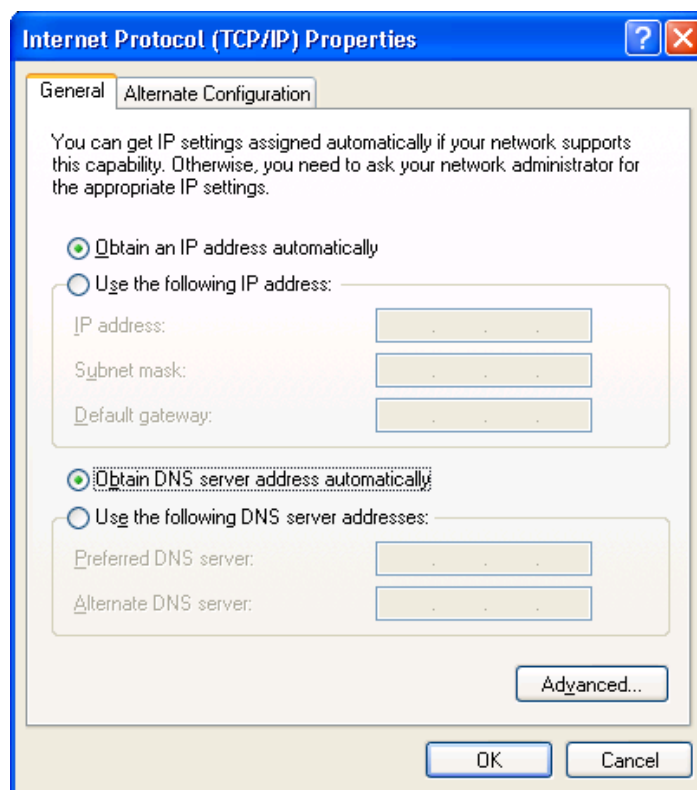 Internet Protocol (TCP/IP) Properties
General
Alternate Configuration
You can get IP settings assigned automatically if your network supports
this capability. Otherwise, you need to ask your network administrator for
the appropriate IP settings.
Obtain an IP address automatically
Use the following IP address:
IP address:
Subnet mask:
Default gateway:
Obtain DNS server address automatically
Use the following DNS server addresses:
Preferred DNS server:
Alternate DNS server:
Advanced...
OK
Cancel